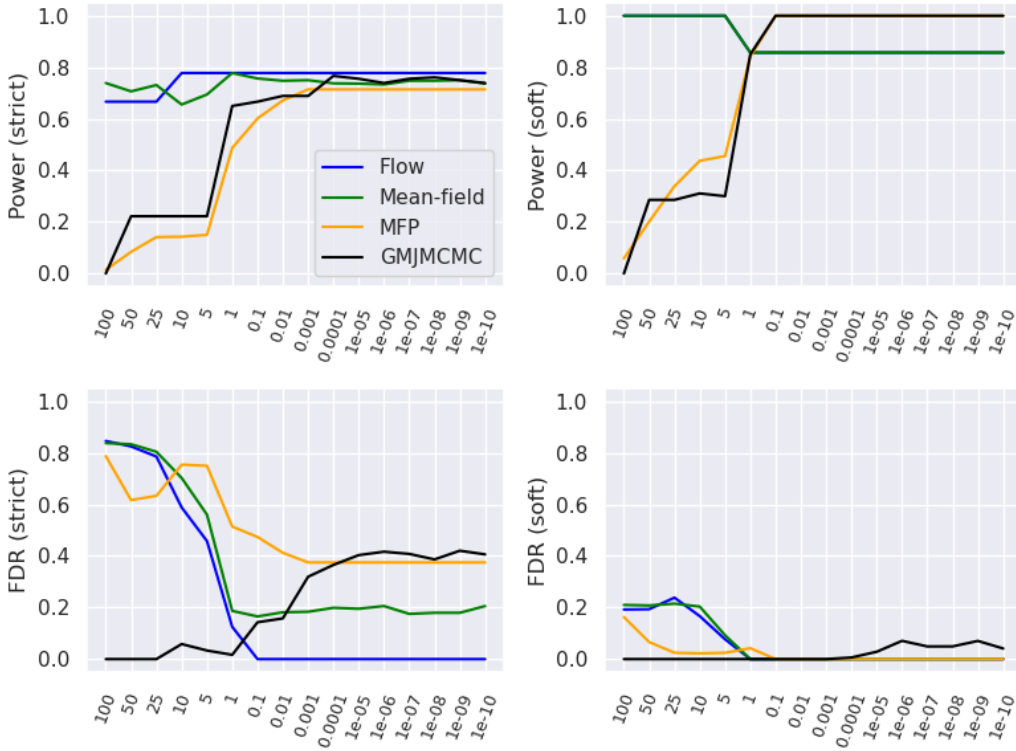 Power (strict)
1.0
0.8
0.6
0.4
0.2
0.0
Flow
Mean-field
MFP
GMJMCMC
100
50
25
10
5
1
0.1
0.01
0.001
0.0001
1e-05
1e-06
1e-07
1e-08
1e-09
1e-10
Power (soft)
1.0
0.8
0.6
0.4
0.2
0.0
100
50
25
10
5
1
0.1
0.01
0.001
0.0001
1e-05
1e-06
1e-07
1e-08
1e-09
1e-10
FDR (strict)
1.0
0.8
0.6
0.4
0.2
0.0
100
50
25
10
5
1
0.1
0.01
0.001
0.0001
1e-05
1e-06
1e-07
1e-08
1e-09
1e-10
FDR (soft)
1.0
0.8
0.6
0.4
0.2
0.0
100
50
25
10
5
1
0.1
0.01
0.001
0.0001
1e-05
1e-06
1e-07
1e-08
1e-09
1e-10